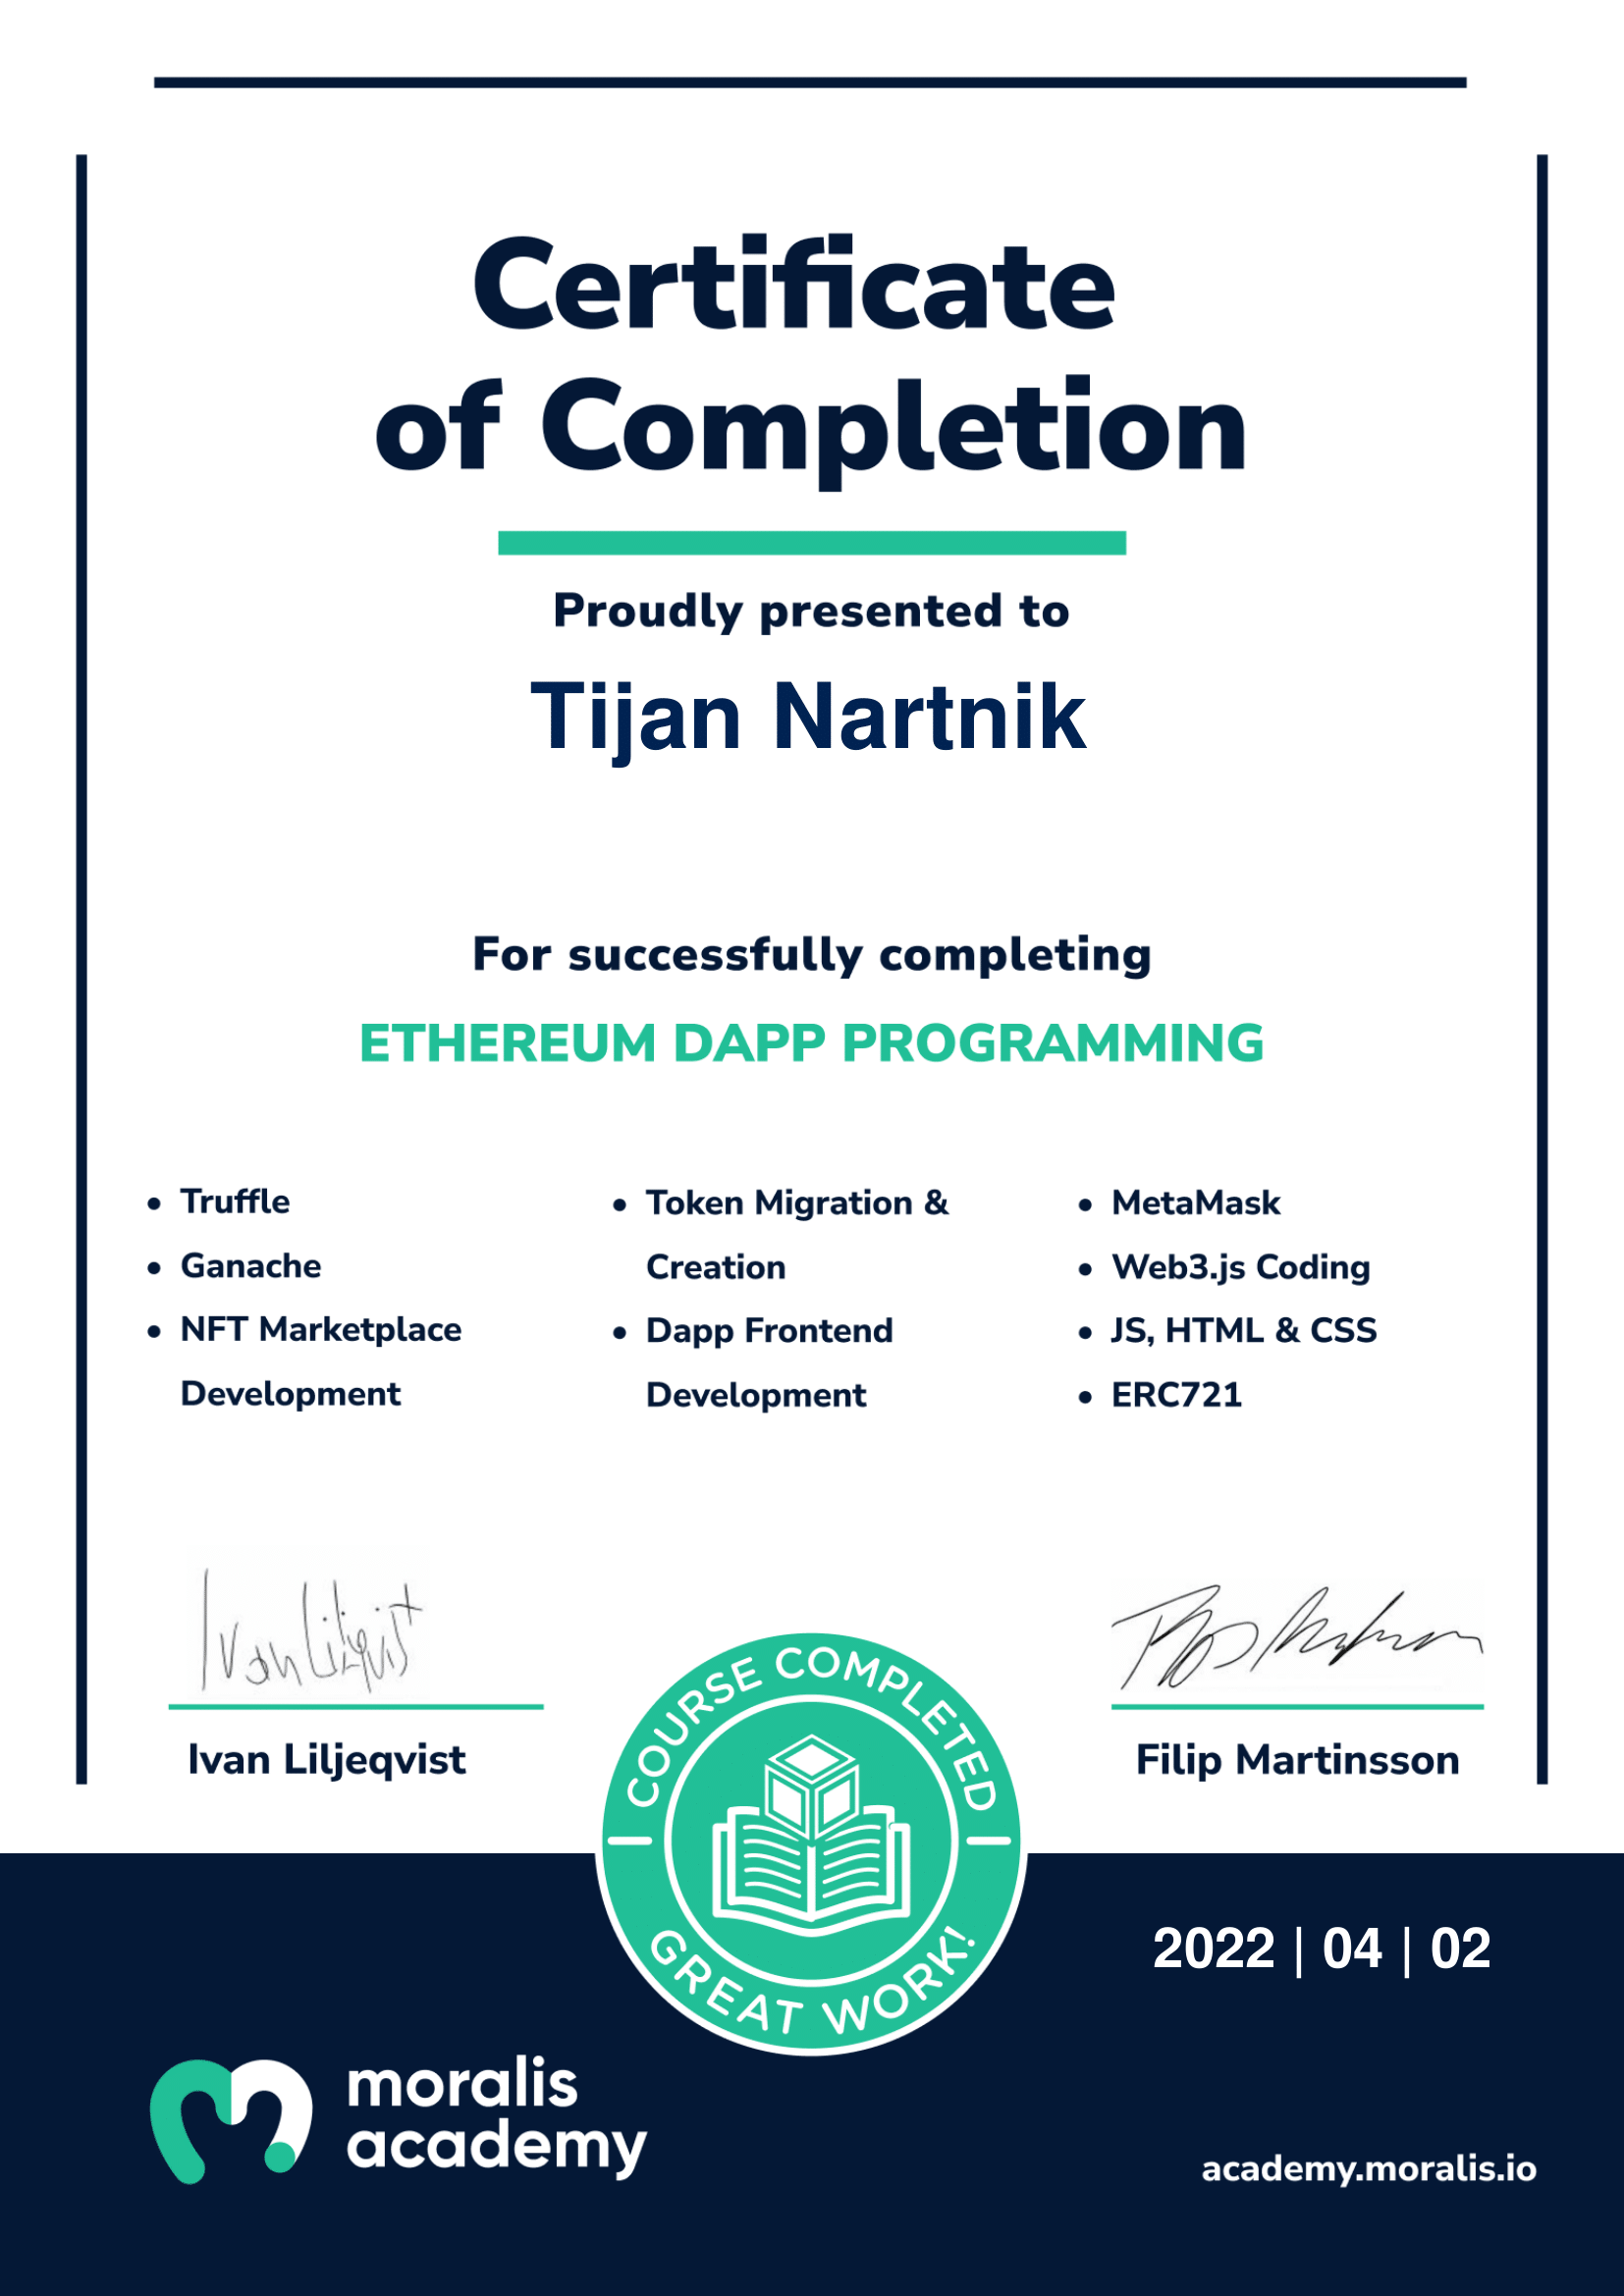 Certificate
of Completion
Proudly presented to
Tijan Nartnik
For successfully completing
ETHEREUM DAPP PROGRAMMING
• Truffle
• Ganache
• NFT Marketplace
Development
• Token Migration &
Creation
• Dapp Frontend
Development
• MetaMask
• Web3.js Coding
• JS, HTML & CSS
• ERC721
Ivan Liljeqvist
Ivan Liljeqvist
Filip Martinsson
COURSE COMPLETED
GREAT WORK!
2022 | 04 | 02
moralis
academy
academy.moralis.io